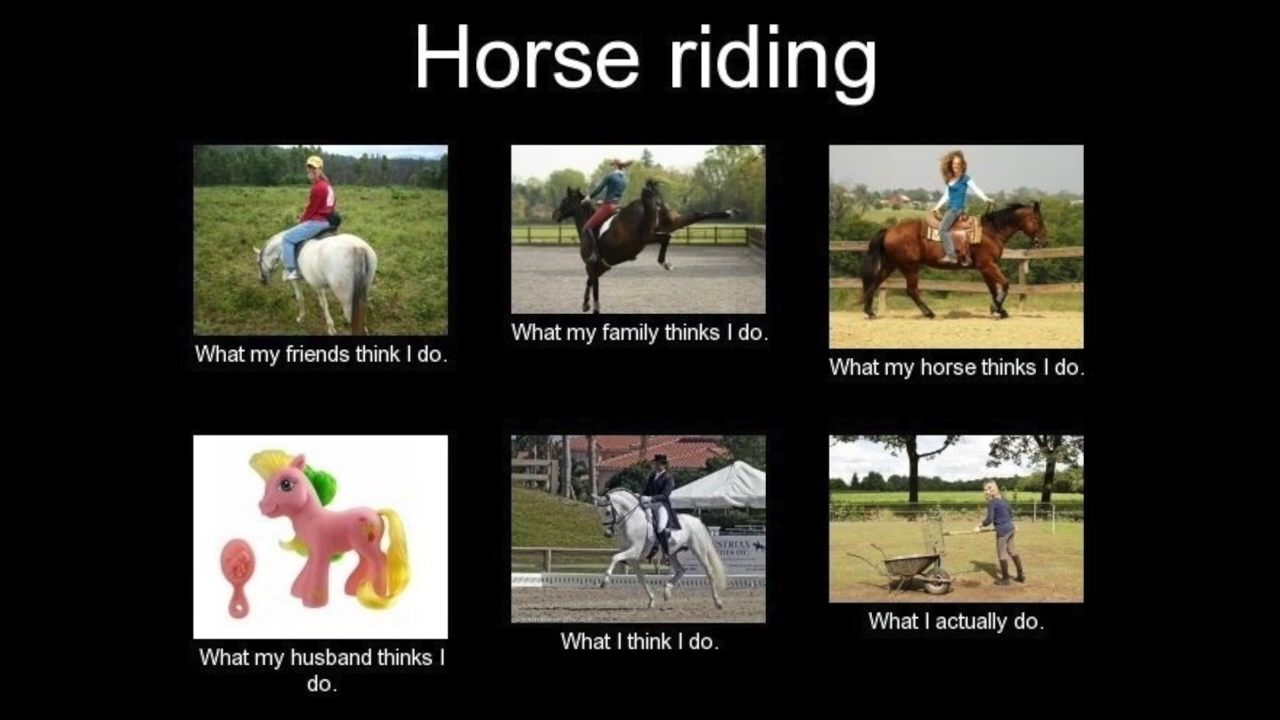 Horse riding
What my friends think I do.
What my family thinks I do.
What my horse thinks I do.
What my husband thinks I
do.
What I think I do.
What I actually do.